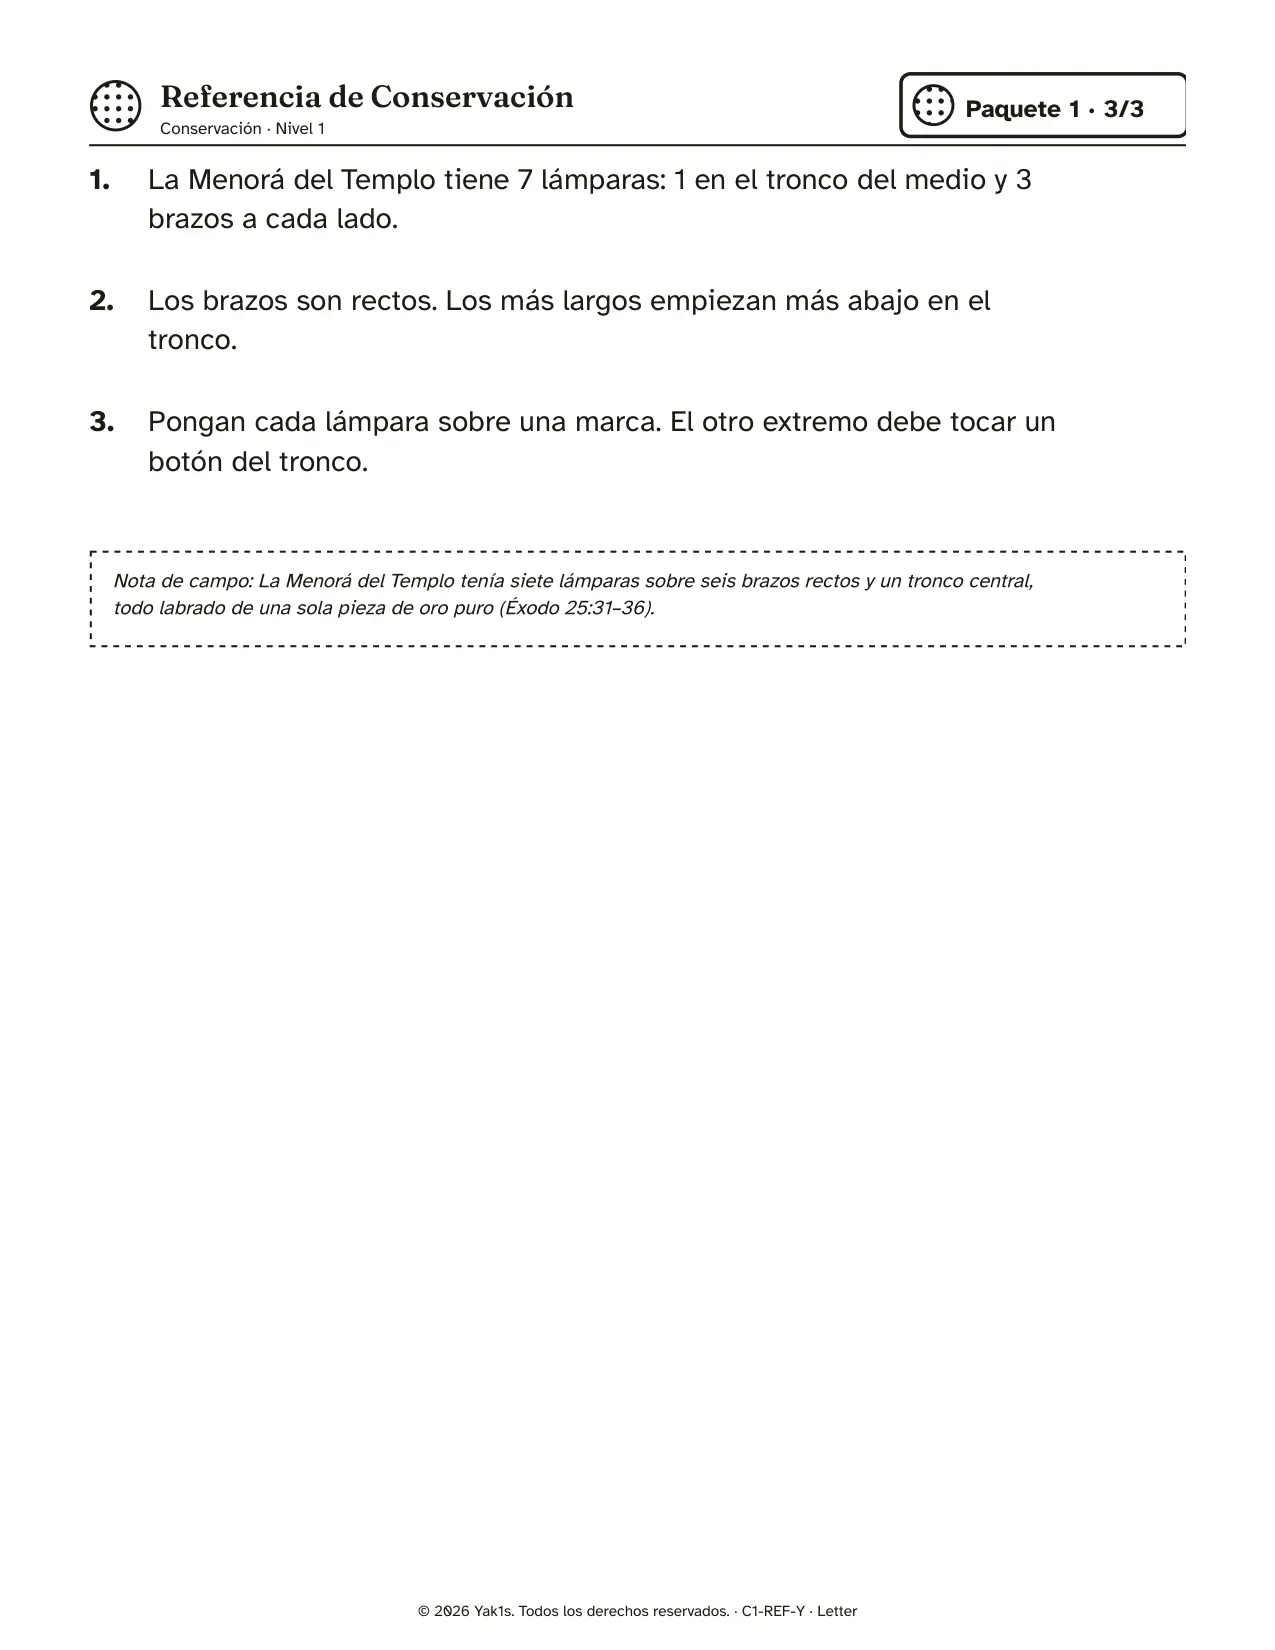 Referencia de Conservación
Conservación · Nivel 1
Paquete 1 · 3/3
1. La Menorá del Templo tiene 7 lámparas: 1 en el tronco del medio y 3
brazos a cada lado.
2. Los brazos son rectos. Los más largos empiezan más abajo en el
tronco.
3. Pongan cada lámpara sobre una marca. El otro extremo debe tocar un
botón del tronco.
Nota de campo: La Menorá del Templo tenía siete lámparas sobre seis brazos rectos y un tronco central,
todo labrado de una sola pieza de oro puro (Éxodo 25:31–36).
© 2026 Yak1s. Todos los derechos reservados. · C1-REF-Y · Letter